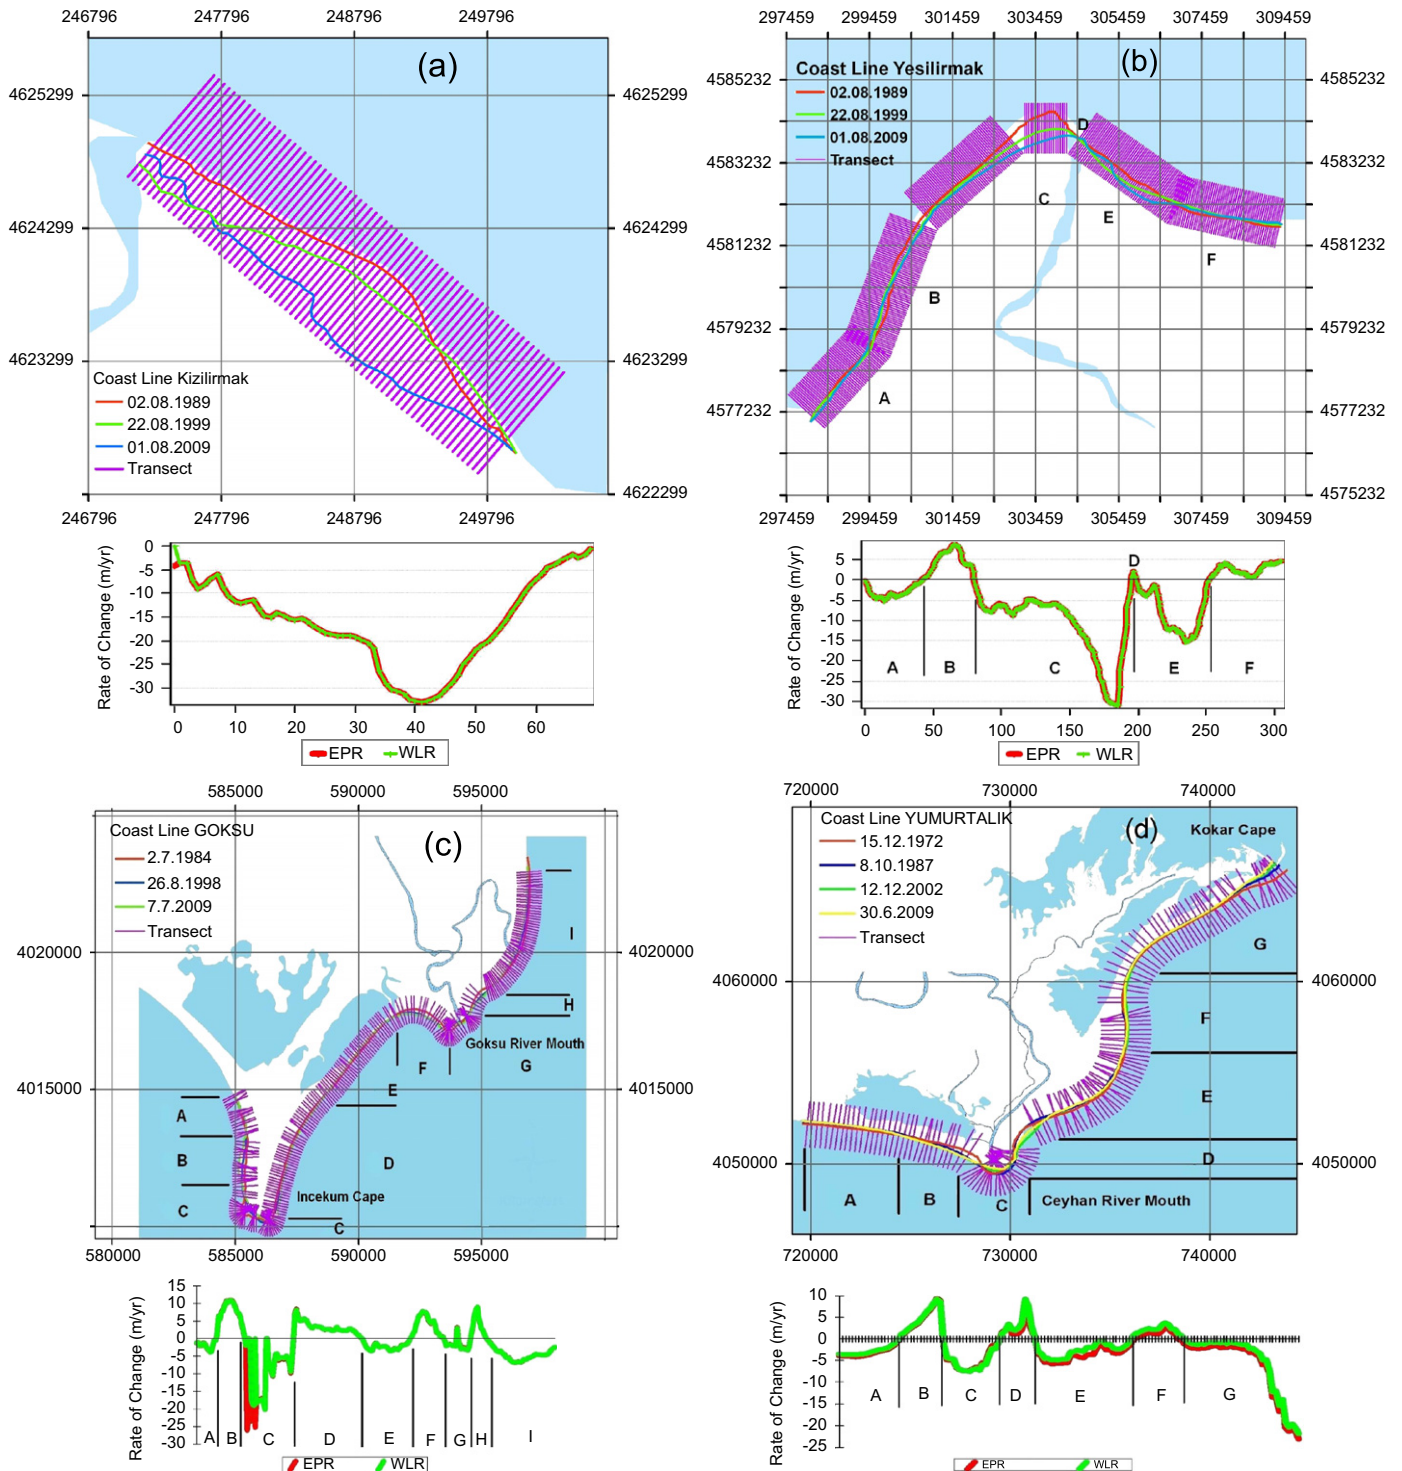 246796 247796 248796 249796
(a)
4625299 4625299
4624299 4624299
4623299 4623299
4622299
Coast Line Kizilirmak
02.08.1989
22.08.1999
01.08.2009
Transect
246796 247796 248796 249796
Rate of Change (m/yr)
0
-5
-10
-15
-20
-25
-30
0 10 20 30 40 50 60
EPR WLR
297459 299459 301459 303459 305459 307459 309459
(b)
Coast Line Yesilirmak
02.08.1989
22.08.1999
01.08.2009
Transect
4585232 4585232
4583232 4583232
4581232 4581232
4579232 4579232
4577232 4577232
4575232
D
C
E
F
B
A
297459 299459 301459 303459 305459 307459 309459
Rate of Change (m/yr)
5
0
-5
-10
-15
-20
-25
-30
D
A B C E F
0 50 100 150 200 250 300
EPR WLR
585000 590000 595000
Coast Line GOKSU
(c)
2.7.1984
26.8.1998
7.7.2009
Transect
4020000 4020000
4015000 4015000
I
H
Goksu River Mouth
G
F
E
A
B
D
Incekum Cape
C
C
580000 585000 590000 595000
Rate of Change (m/yr)
15
10
5
0
-5
-10
-15
-20
-25
-30
A B C D E F G H I
EPR WLR
720000 730000 740000
Coast Line YUMURTALIK
(d)
Kokar Cape
15.12.1972
8.10.1987
12.12.2002
30.6.2009
Transect
4060000 4060000
4050000 4050000
G
F
E
D
A B C
Ceyhan River Mouth
720000 730000 740000
Rate of Change (m/yr)
10
5
0
-5
-10
-15
-20
-25
A B C D E F G
EPR WLR